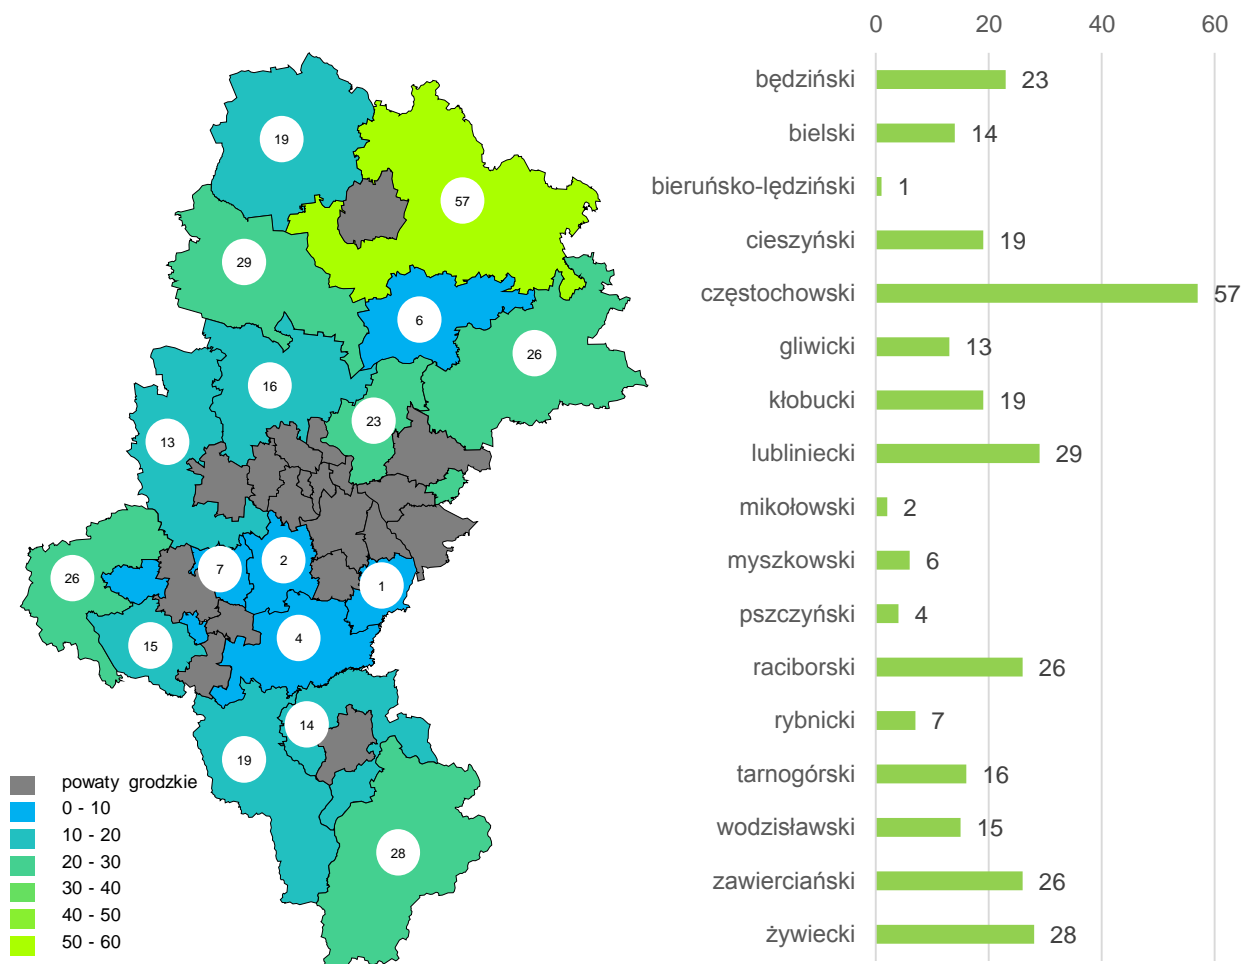 19
57
29
6
26
16
23
13
26
7
2
1
15
4
14
19
28
powaty grodzkie
0 - 10
10 - 20
20 - 30
30 - 40
40 - 50
50 - 60
0 20 40 60
będziński 23
bielski 14
bieruńsko-lędziński 1
cieszyński 19
częstochowski 57
gliwicki 13
kłobucki 19
lubliniecki 29
mikołowski 2
myszkowski 6
pszczyński 4
raciborski 26
rybnicki 7
tarnogórski 16
wodzisławski 15
zawierciański 26
żywiecki 28